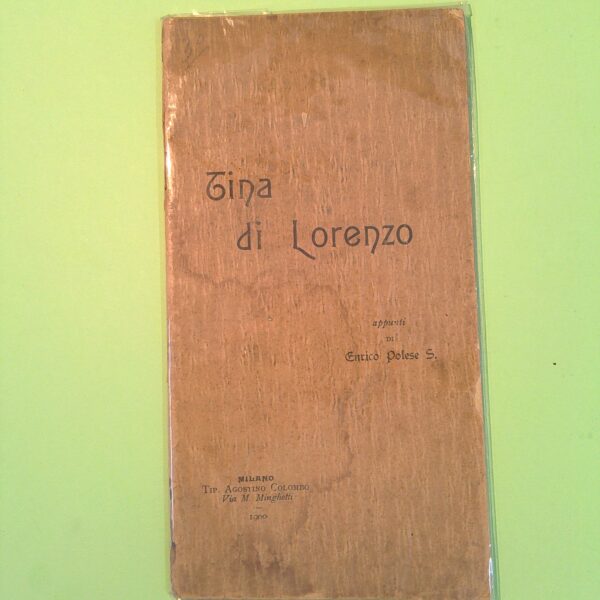 Tina
di Lorenzo
appunti
DI
Enrico Polese S.
MILANO
TIP. AGOSTINO COLOMBO
Via M. Minghetti
1900